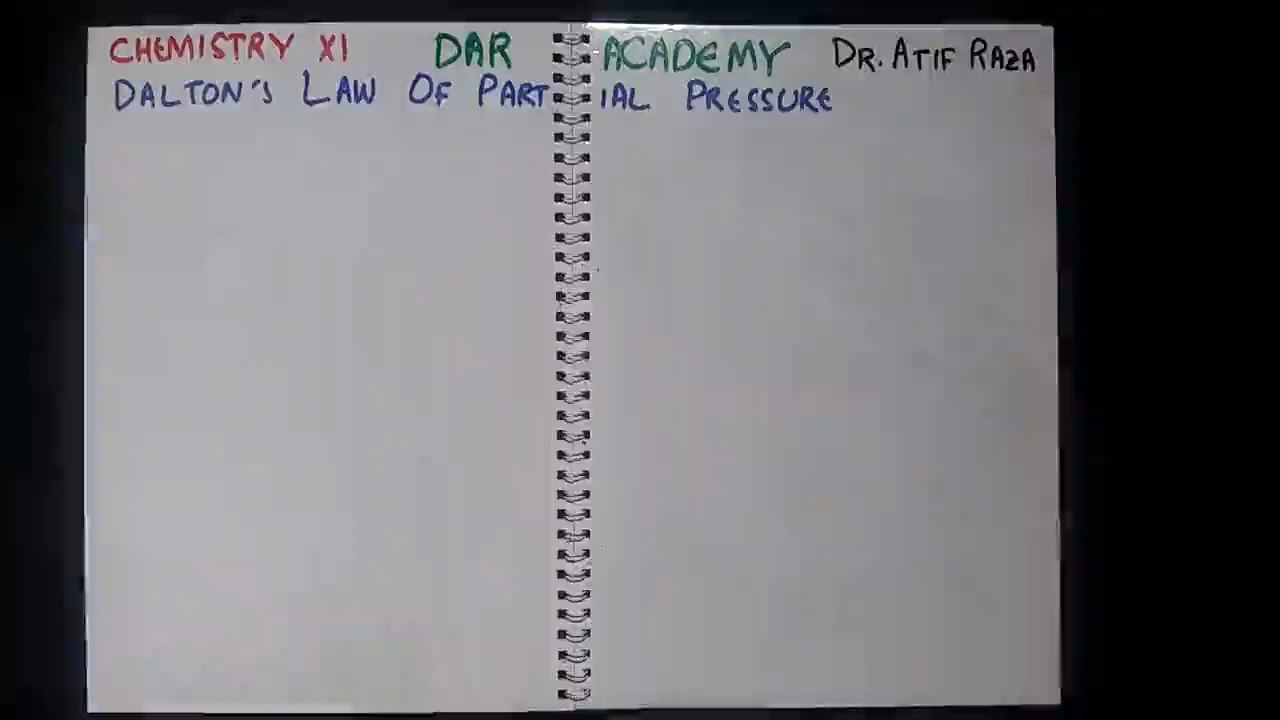 CHEMISTRY XI DAR ACADEMY DR. ATIF RAZA
DALTON'S LAW OF PARTIAL PRESSURE